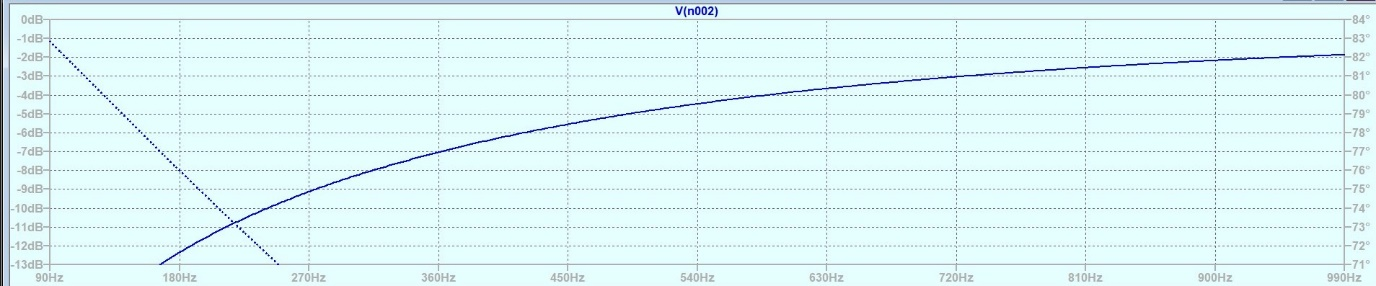 V(n002)
0dB 84°
-1dB 83°
-2dB 82°
-3dB 81°
-4dB 80°
-5dB 79°
-6dB 78°
-7dB 77°
-8dB 76°
-9dB 75°
-10dB 74°
-11dB 73°
-12dB 72°
-13dB 71°
90Hz 180Hz 270Hz 360Hz 450Hz 540Hz 630Hz 720Hz 810Hz 900Hz 990Hz